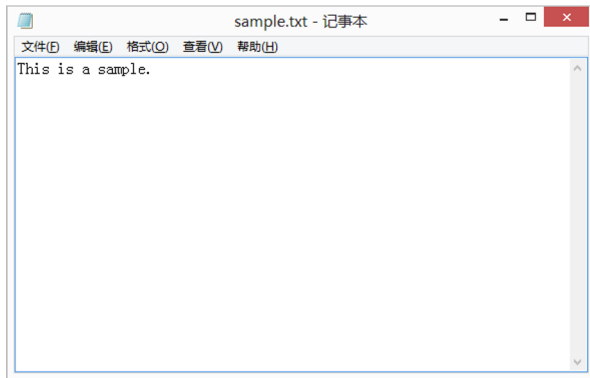 sample.txt - 记事本
文件(F) 编辑(E) 格式(O) 查看(V) 帮助(H)
This is a sample.